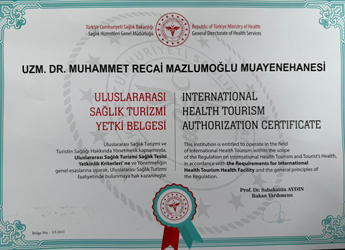 Türkiye Cumhuriyeti Sağlık Bakanlığı
Sağlık Hizmetleri Genel Müdürlüğü
Republic of Türkiye Ministry of Health
General Directorate of Health Services
UZM. DR. MUHAMMET RECAİ MAZLUMOĞLU MUAYENEHANESİ
ULUSLARARASI
SAĞLIK TURİZMİ
YETKİ BELGESİ
INTERNATIONAL
HEALTH TOURISM
AUTHORIZATION CERTIFICATE
Uluslararası Sağlık Turizmi ve
Turistin Sağlığı Hakkında Yönetmelik kapsamında,
Uluslararası Sağlık Turizmi Sağlık Tesisi
Yetkinlik Kriterleri' ne ve Yönetmeliğin
genel esaslarına uyarak, Uluslararası Sağlık Turizmi
faaliyetinde bulunmaya hak kazanmıştır.
This Institution is entitled to operate in the field
of International Health Tourism within the scope
of the Regulation on International Health Tourism and Tourist's Health,
in accordance with the Requirements for International
Health Tourism Health Facility and the general principles of
the Regulation.
Prof. Dr. Sabahattin AYDIN
Bakan Yardımcısı
Belge No: